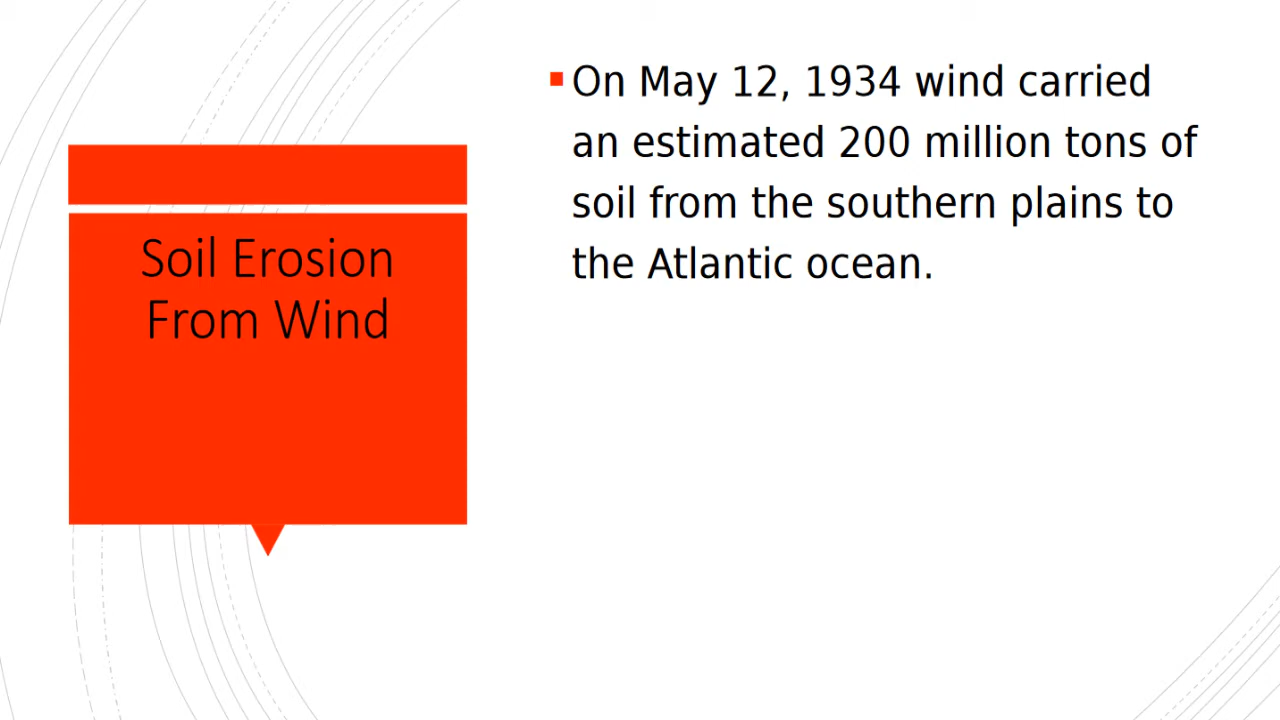 Soil Erosion
From Wind
On May 12, 1934 wind carried
an estimated 200 million tons of
soil from the southern plains to
the Atlantic ocean.